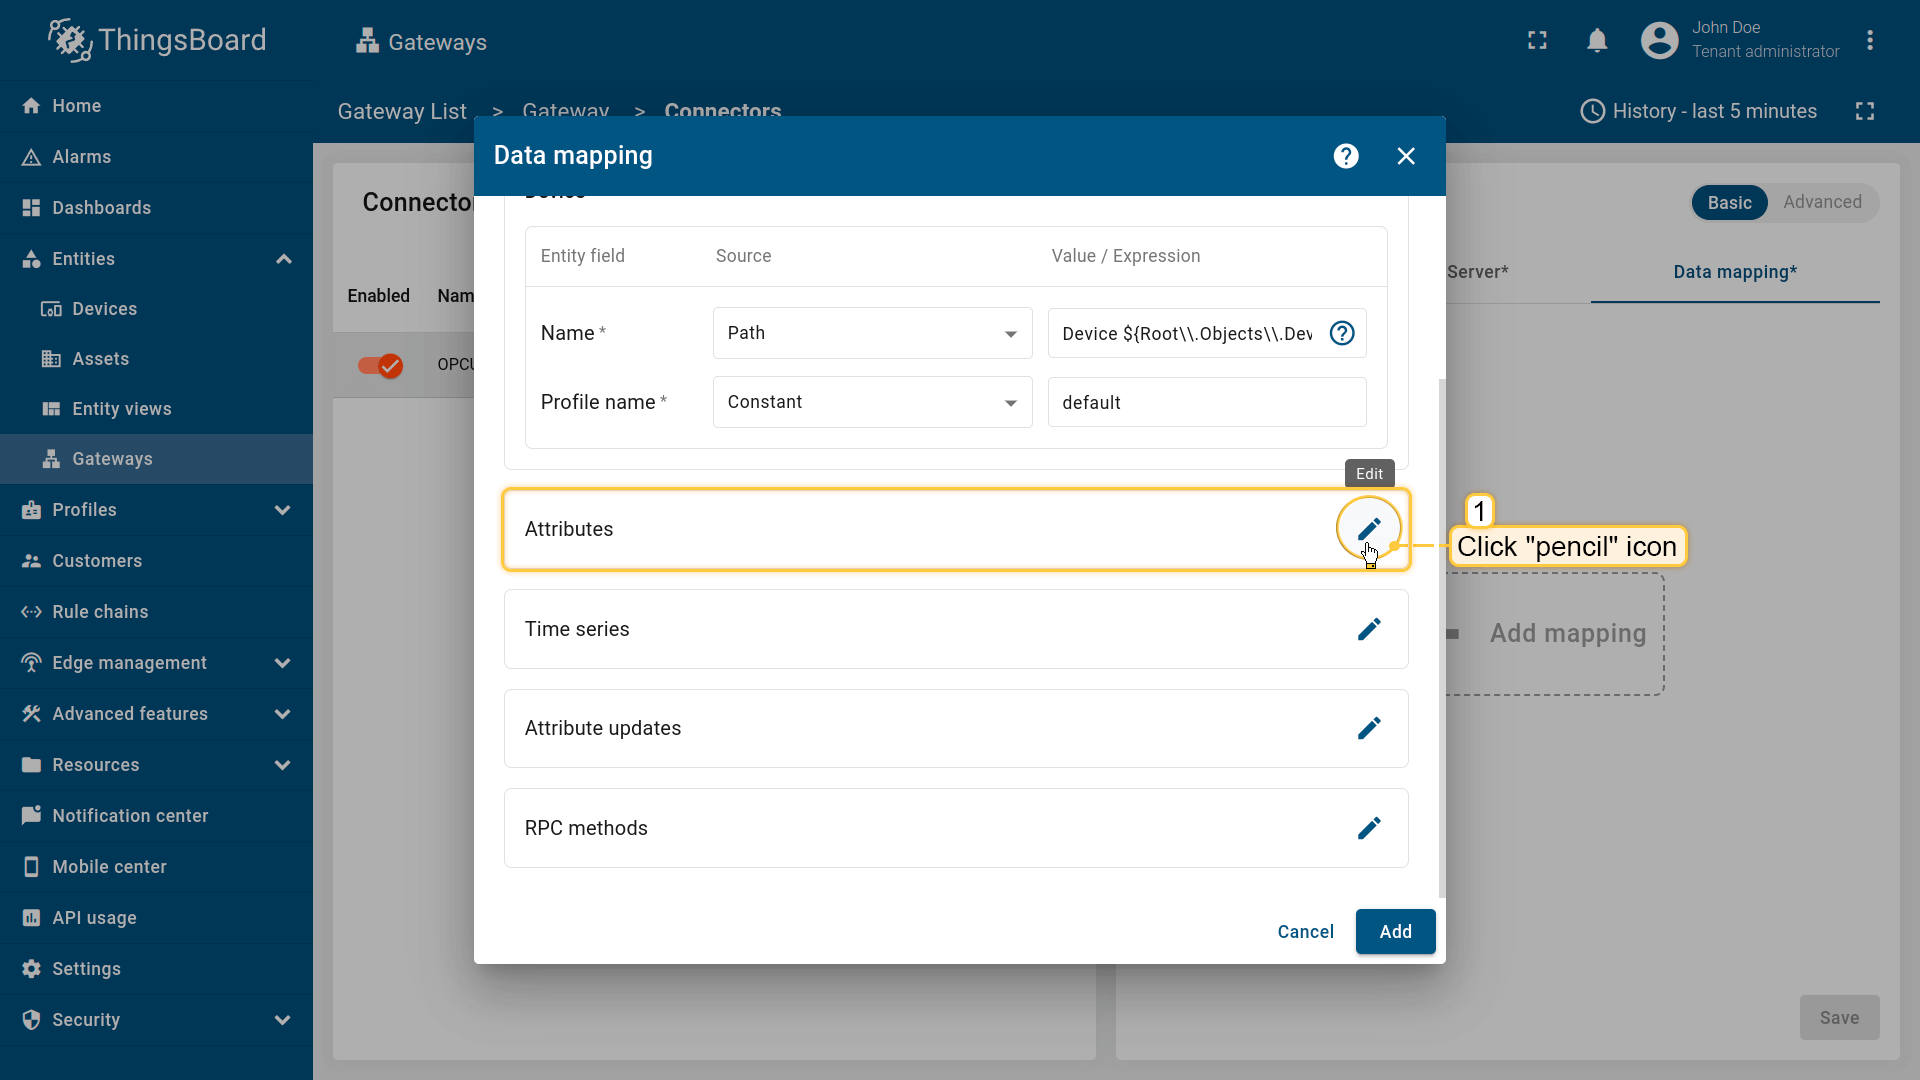 ThingsBoard
Gateways
John Doe
Tenant administrator
Home
Alarms
Dashboards
Entities
Devices
Assets
Entity views
Gateways
Profiles
Customers
Rule chains
Edge management
Advanced features
Resources
Notification center
Mobile center
API usage
Settings
Security
Gateway List > Gateway > Connectors
History - last 5 minutes
Enabled
Basic Advanced
Server* Data mapping*
Add mapping
Save
Data mapping
Entity field Source Value / Expression
Name * Path Device ${Root\\.Objects\\.Dev
Profile name * Constant default
Edit
Attributes
Time series
Attribute updates
RPC methods
Cancel Add
1
Click "pencil" icon